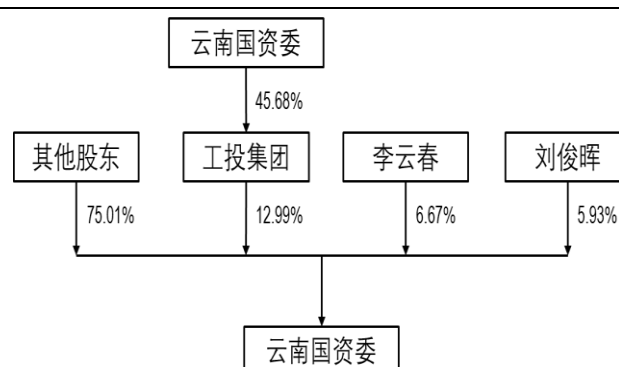 云南国资委
45.68%
其他股东
工投集团
李云春
刘俊晖
75.01%
12.99%
6.67%
5.93%
云南国资委